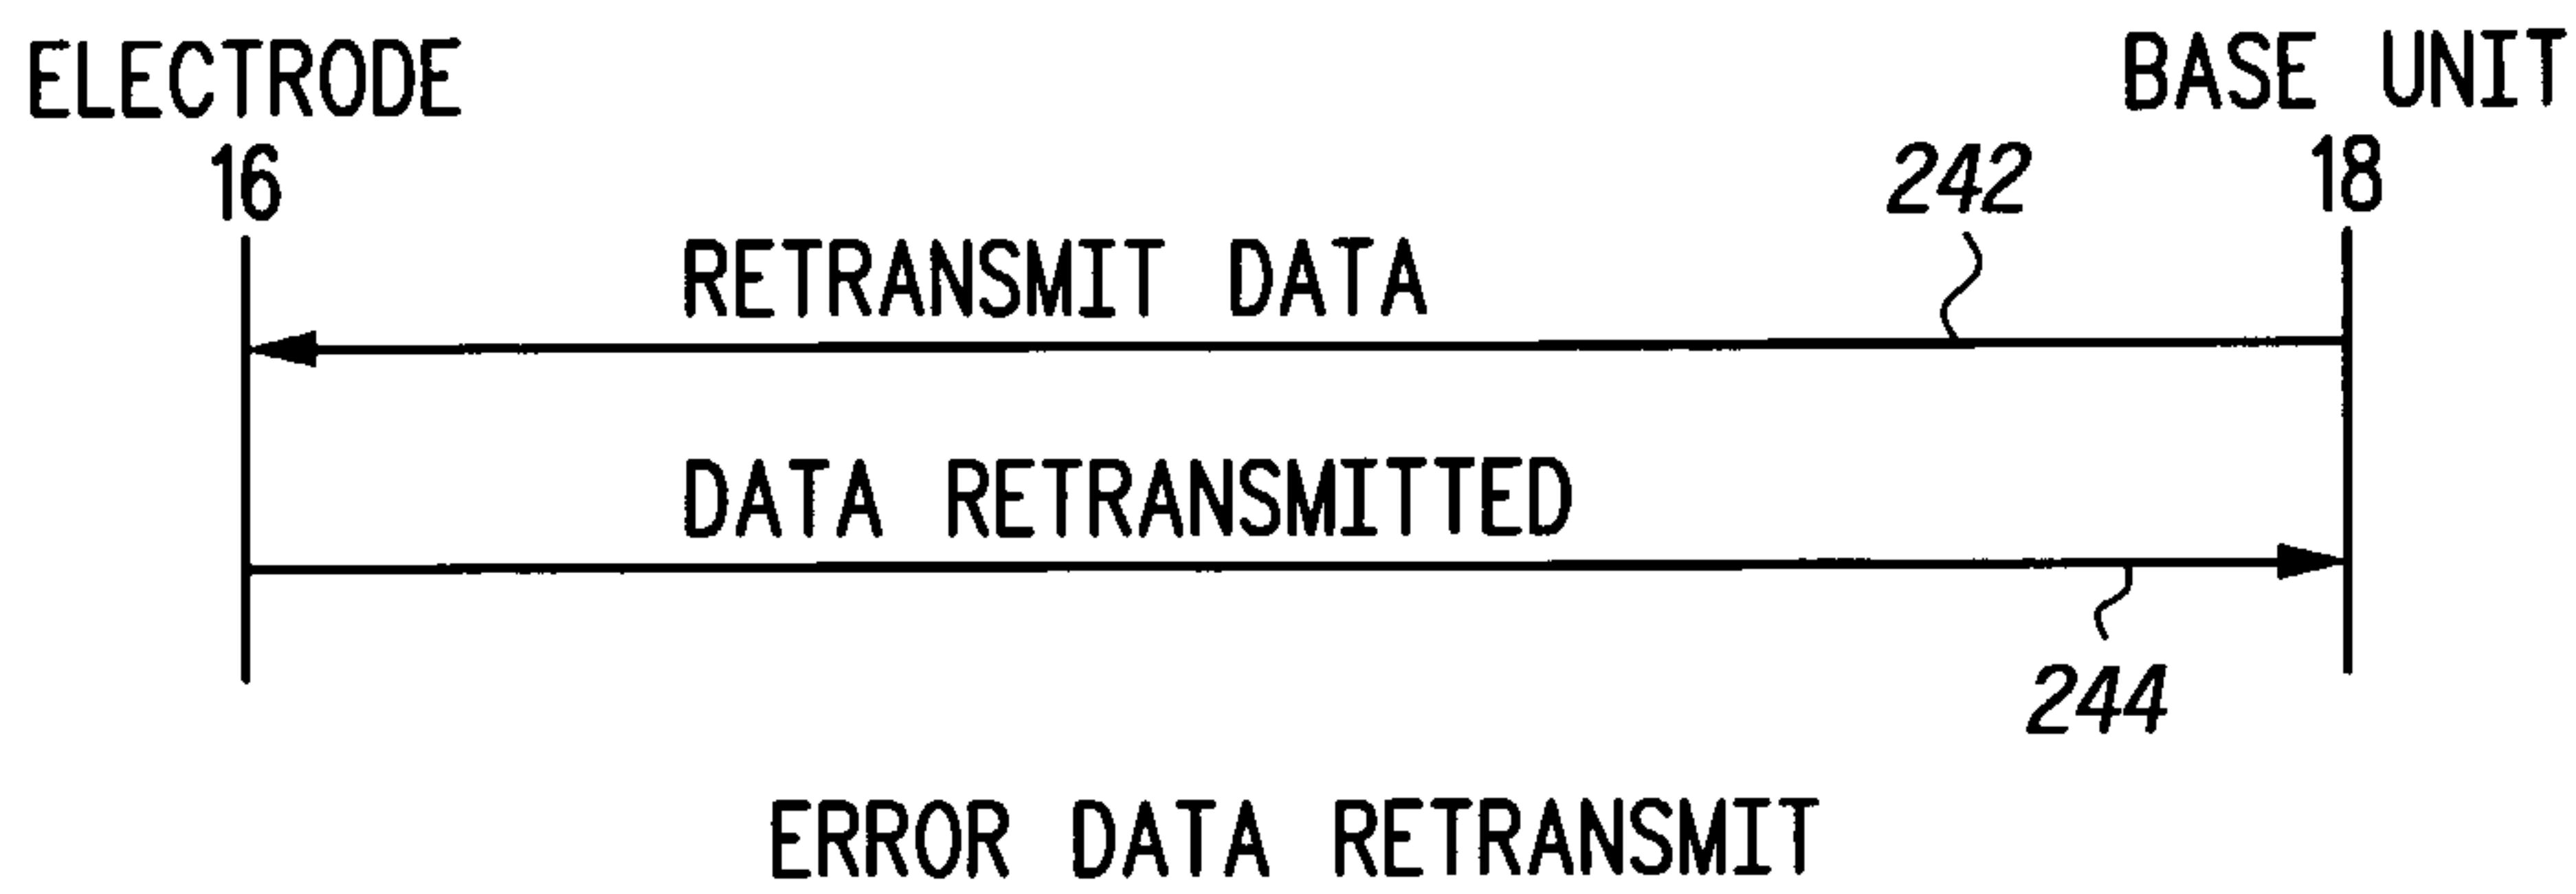 ELECTRODE
16
BASE UNIT
18
242
RETRANSMIT DATA
DATA RETRANSMITTED
244
ERROR DATA RETRANSMIT